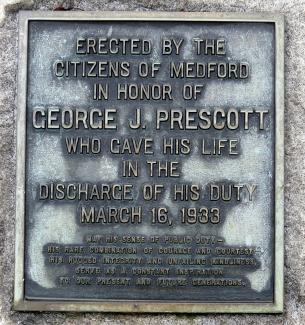 ERECTED BY THE
CITIZENS OF MEDFORD
IN HONOR OF
GEORGE J. PRESCOTT
WHO GAVE HIS LIFE
IN THE
DISCHARGE OF HIS DUTY
MARCH 16, 1933
MAY HIS SENSE OF PUBLIC DUTY—
HIS RARE COMBINATION OF COURAGE AND COURTESY—
HIS RUGGED INTEGRITY AND UNFAILING KINDLINESS,
SERVE AS A CONSTANT INSPIRATION
TO OUR PRESENT AND FUTURE GENERATIONS.